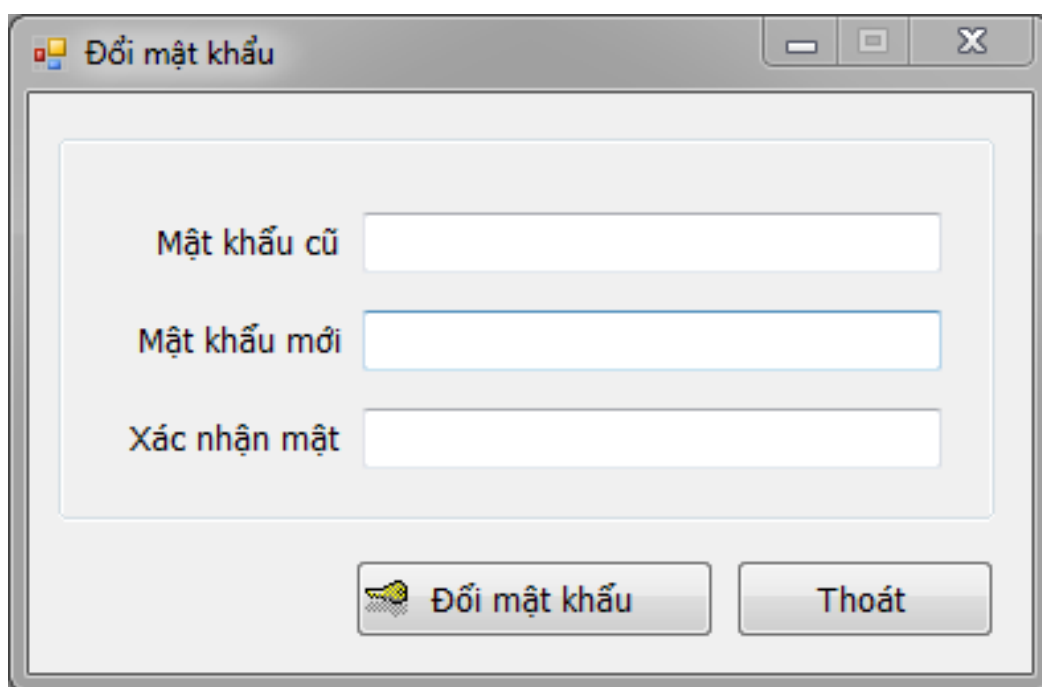 Đổi mật khẩu
Mật khẩu cũ
Mật khẩu mới
Xác nhận mật
Đổi mật khẩu
Thoát